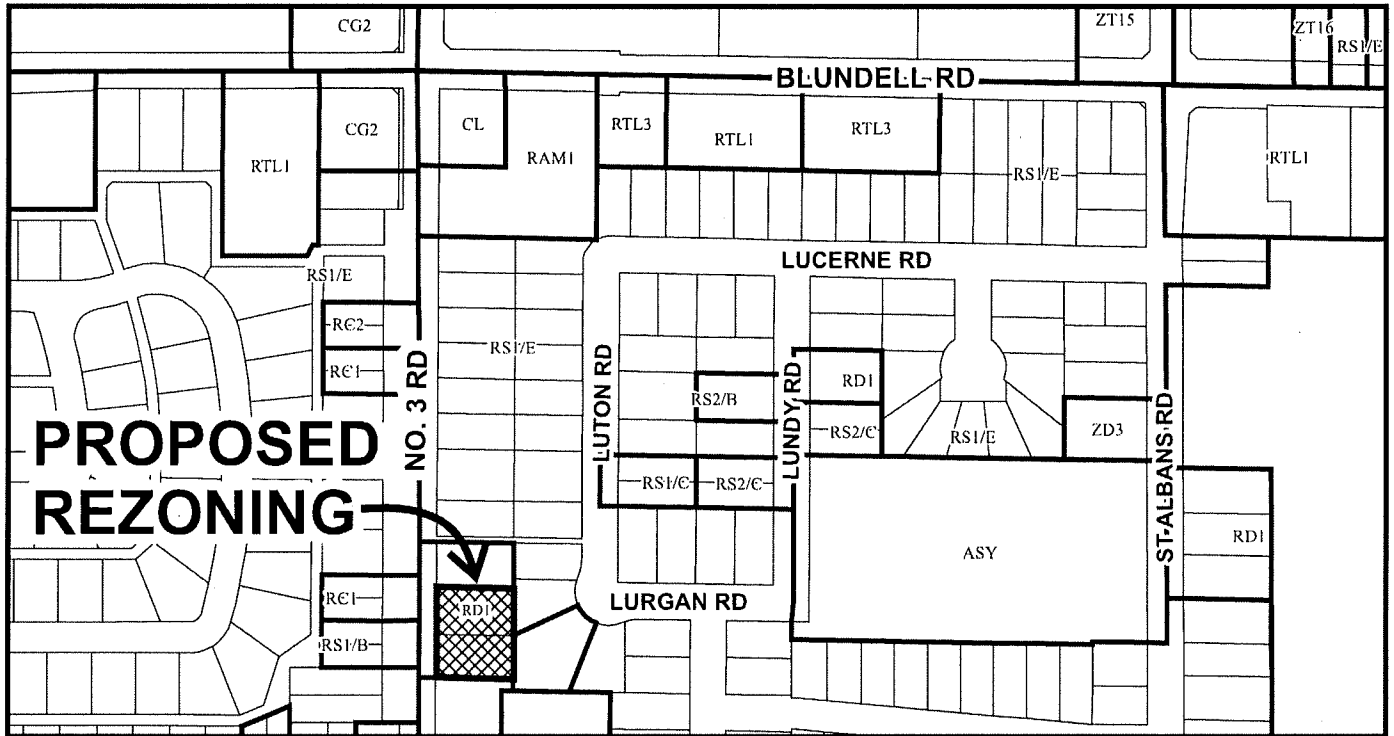 CG2
ZT15
ZT16
RS1/E
BLUNDELL RD
RTL1
CG2
CL
RAM1
RTL3
RTL1
RTL3
RS1/E
RTL1
LUCERNE RD
RS1/E
RC2
RC1
NO. 3 RD
RS1/E
LUTON RD
RS2/B
LUNDY RD
RD1
RS2/C
RS1/E
ZD3
ST. ALBANS RD
PROPOSED
REZONING
RS1/C
RS2/C
ASY
RD1
RC1
RS1/B
RD1
LURGAN RD